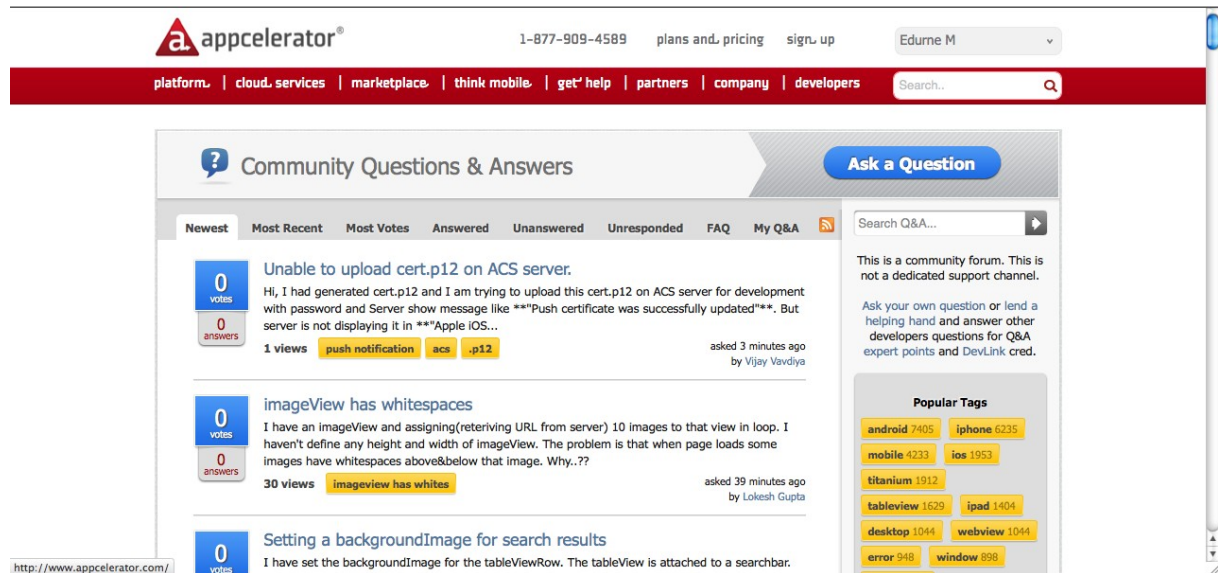 appcelerator®
1-877-909-4589 plans and pricing sign up Edurne M
platform | cloud services | marketplace | think mobile | get help | partners | company | developers Search..
? Community Questions & Answers
Ask a Question
Newest Most Recent Most Votes Answered Unanswered Unresponded FAQ My Q&A
0
votes
0
answers
Unable to upload cert.p12 on ACS server.
Hi, I had generated cert.p12 and I am trying to upload this cert.p12 on ACS server for development
with password and Server show message like **"Push certificate was successfully updated"**. But
server is not displaying it in **"Apple iOS...
1 views push notification acs .p12
asked 3 minutes ago
by Vijay Vavdiya
0
votes
0
answers
imageView has whitespaces
I have an imageView and assigning(reteriving URL from server) 10 images to that view in loop. I
haven't define any height and width of imageView. The problem is that when page loads some
images have whitespaces above&below that image. Why..??
30 views imageview has whites
asked 39 minutes ago
by Lokesh Gupta
0
votes
Setting a backgroundImage for search results
I have set the backgroundImage for the tableViewRow. The tableView is attached to a searchbar.
Search Q&A...
This is a community forum. This is
not a dedicated support channel.
Ask your own question or lend a
helping hand and answer other
developers questions for Q&A
expert points and DevLink cred.
Popular Tags
android 7405 iphone 6235
mobile 4233 ios 1953
titanium 1912
tableview 1629 ipad 1404
desktop 1044 webview 1044
error 948 window 898
http://www.appcelerator.com/